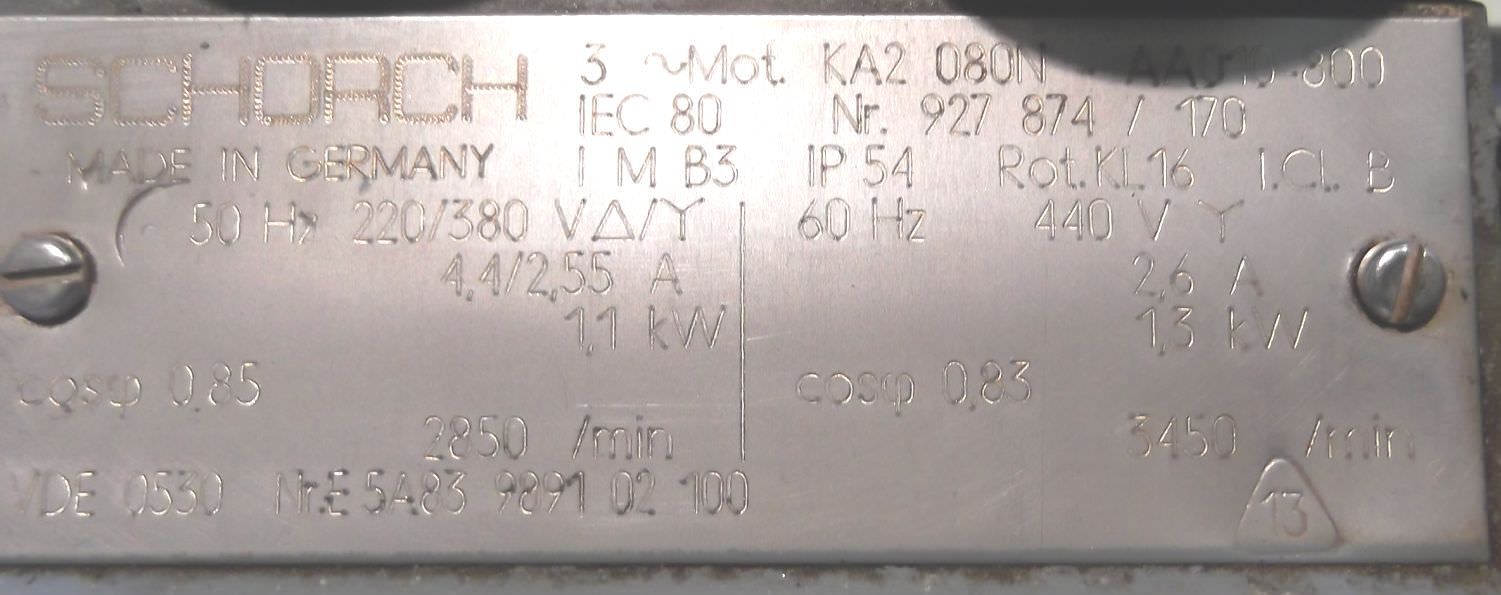 SCHORCH 3 ~Mot. KA2 080N - 800
IEC 80 Nr. 927 874 / 170
MADE IN GERMANY I M B3 IP 54 Rot.Kl.16 I.Cl. B
50 Hz 220/380 V△/Y 60 Hz 440 V Y
4,4/2,55 A 2,6 A
1,1 kW 1,3 kW
cosφ 0,85 cosφ 0,83
2850 /min 3450 /min
VDE 0530 Nr.E 5A83 9891 02 100
13